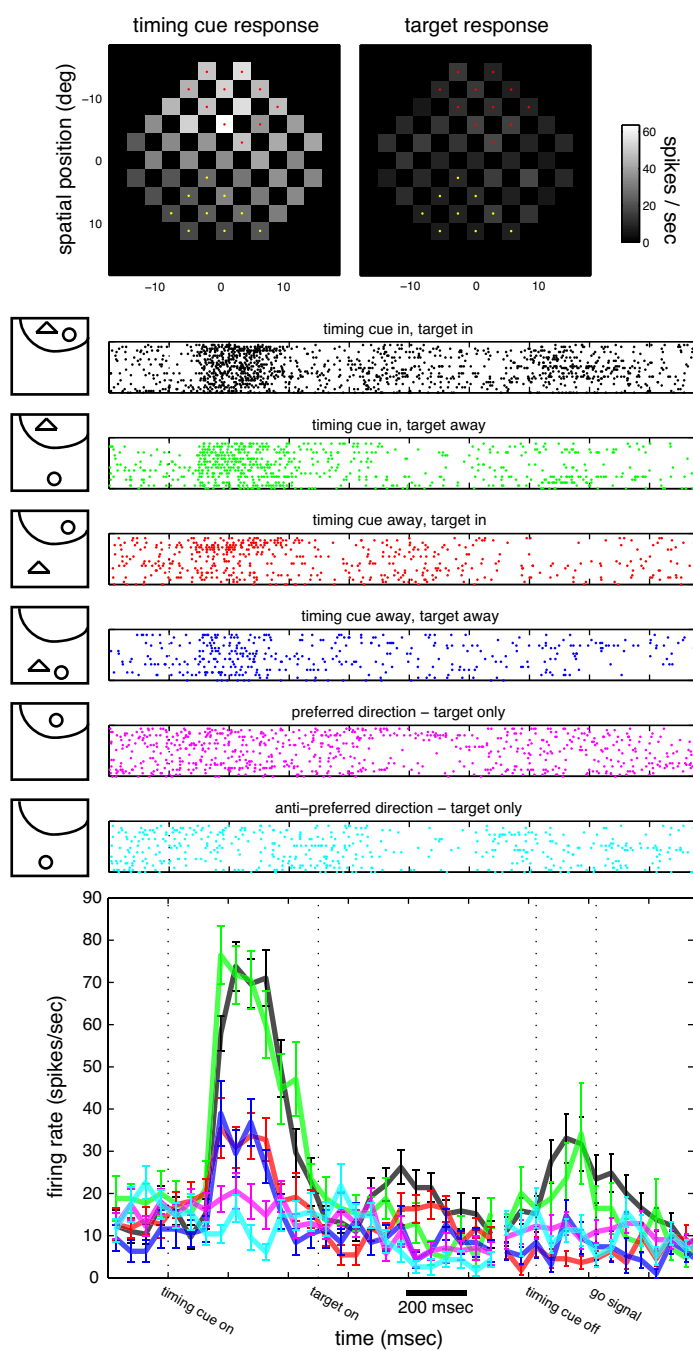 timing cue response
target response
spatial position (deg)
−10
0
10
−10
0
10
−10
0
10
60
40
20
0
spikes / sec
timing cue in, target in
timing cue in, target away
timing cue away, target in
timing cue away, target away
preferred direction − target only
anti−preferred direction − target only
firing rate (spikes/sec)
90
80
70
60
50
40
30
20
10
0
timing cue on
target on
200 msec
timing cue off
go signal
time (msec)